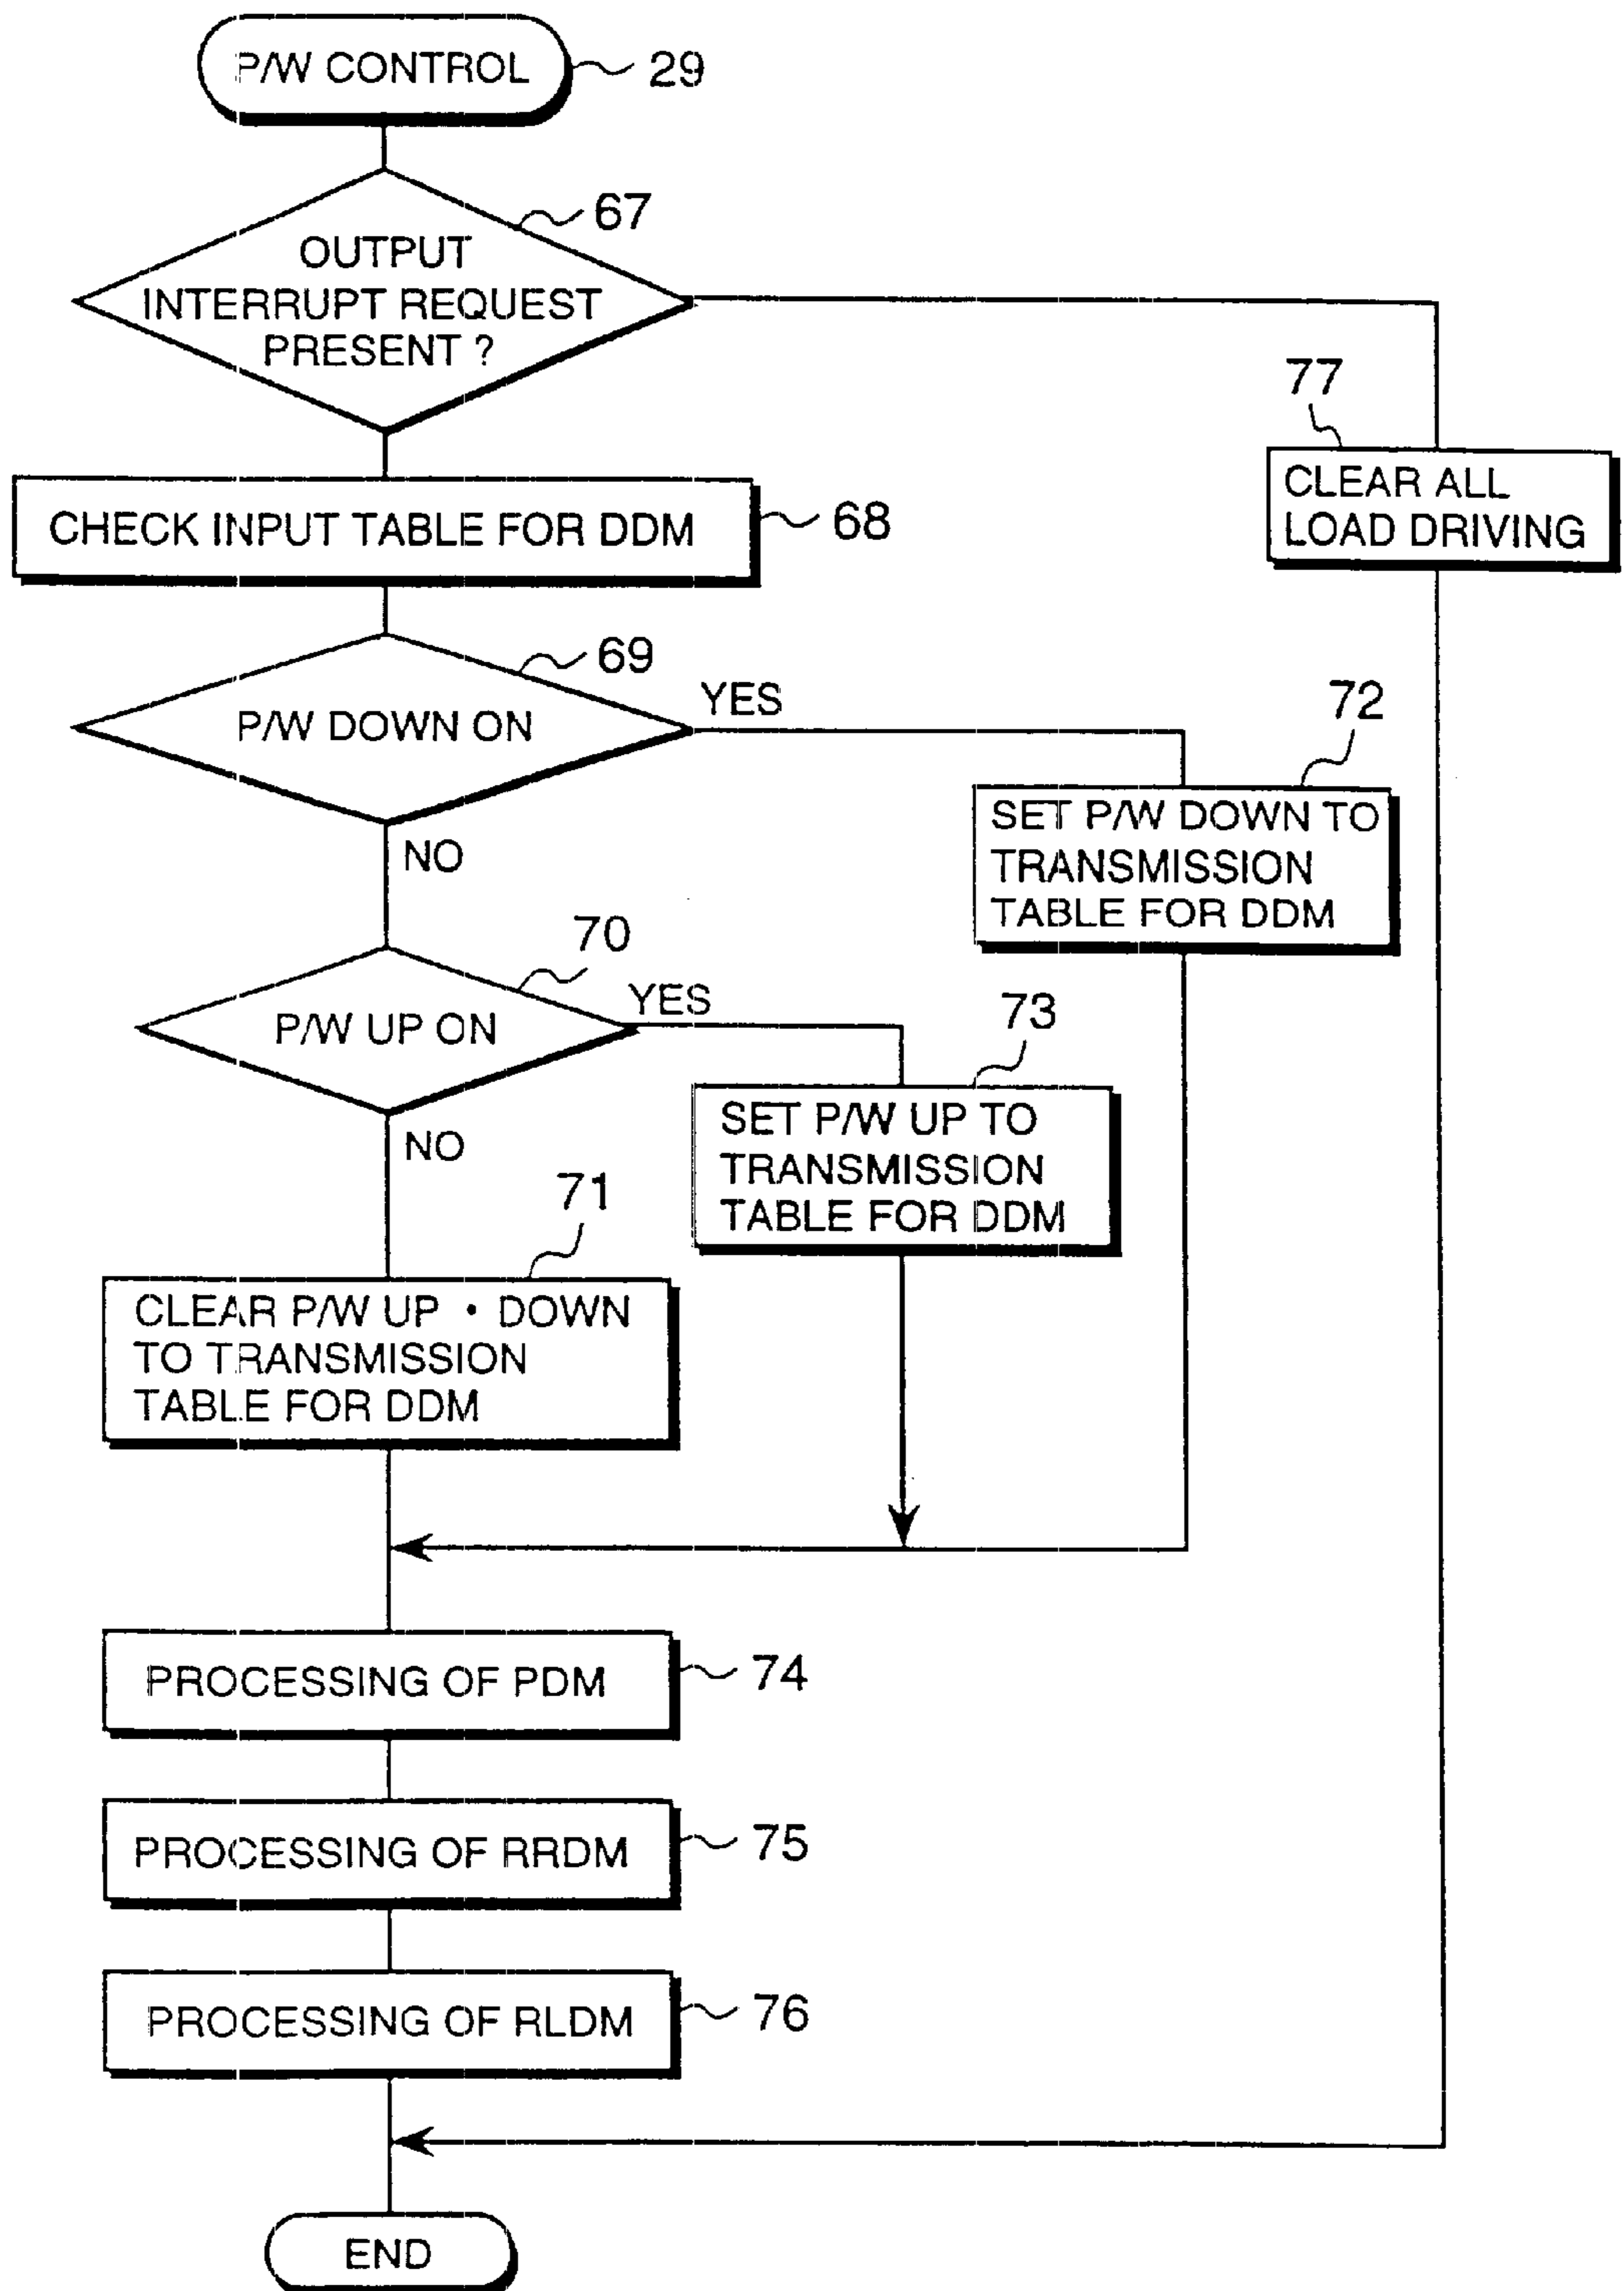 P/W CONTROL
29
OUTPUT
INTERRUPT REQUEST
PRESENT ?
67
77
CLEAR ALL
LOAD DRIVING
CHECK INPUT TABLE FOR DDM
68
P/W DOWN ON
69
YES
NO
72
SET P/W DOWN TO
TRANSMISSION
TABLE FOR DDM
P/W UP ON
70
YES
NO
73
SET P/W UP TO
TRANSMISSION
TABLE FOR DDM
71
CLEAR P/W UP • DOWN
TO TRANSMISSION
TABLE FOR DDM
PROCESSING OF PDM
74
PROCESSING OF RRDM
75
PROCESSING OF RLDM
76
END